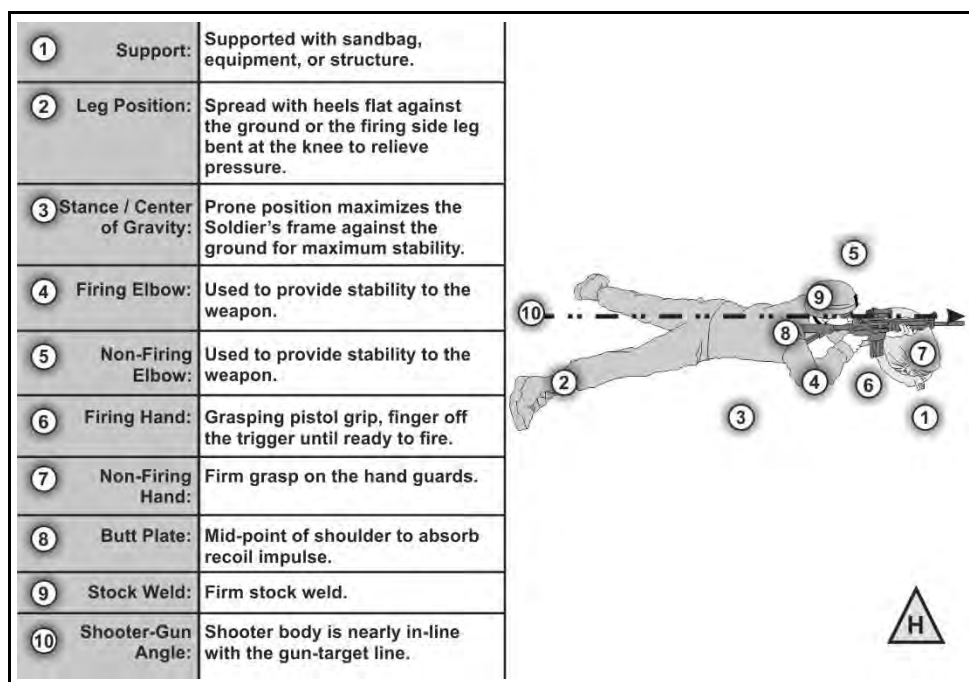 1 Support: Supported with sandbag,
equipment, or structure.
2 Leg Position: Spread with heels flat against
the ground or the firing side leg
bent at the knee to relieve
pressure.
3 Stance / Center
of Gravity: Prone position maximizes the
Soldier's frame against the
ground for maximum stability.
4 Firing Elbow: Used to provide stability to the
weapon.
5 Non-Firing
Elbow: Used to provide stability to the
weapon.
6 Firing Hand: Grasping pistol grip, finger off
the trigger until ready to fire.
7 Non-Firing
Hand: Firm grasp on the hand guards.
8 Butt Plate: Mid-point of shoulder to absorb
recoil impulse.
9 Stock Weld: Firm stock weld.
10 Shooter-Gun
Angle: Shooter body is nearly in-line
with the gun-target line.
5
9
10
8
7
2
4
6
3
1
H